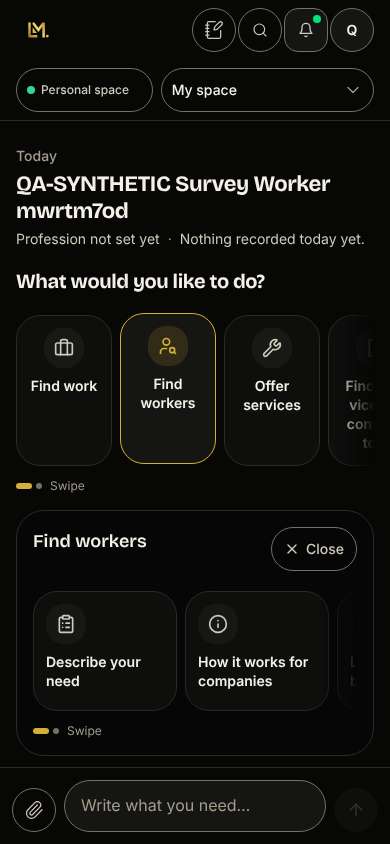 LM.
Q
Personal space
My space
Today
QA-SYNTHETIC Survey Worker
mwrtm7od
Profession not set yet · Nothing recorded today yet.
What would you like to do?
Find work
Find
workers
Offer
services
Swipe
Find workers
Close
Describe your
need
How it works for
companies
Swipe
Write what you need...